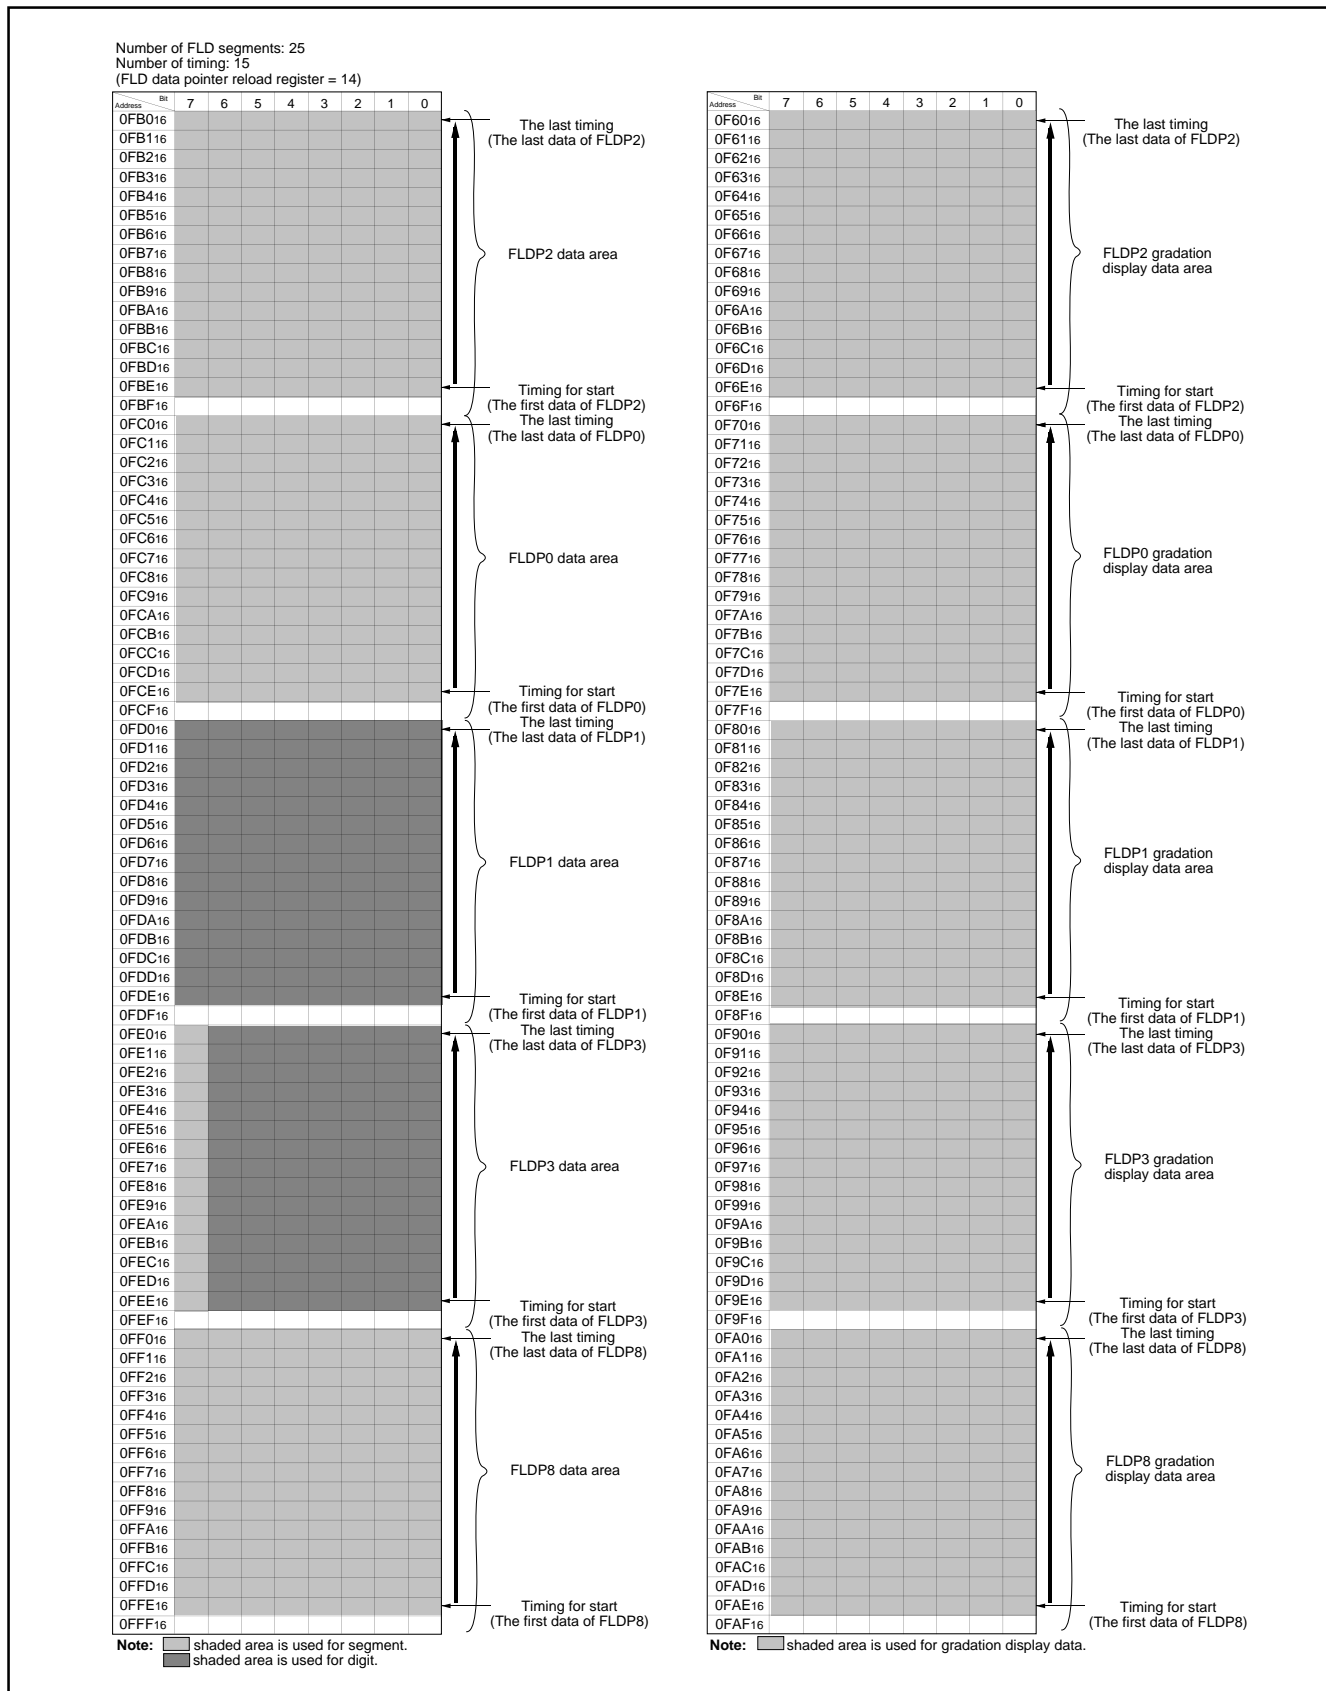 Number of FLD segments: 25
Number of timing: 15
(FLD data pointer reload register = 14)
Bit
Address 7 6 5 4 3 2 1 0
0FB016
0FB116
0FB216
0FB316
0FB416
0FB516
0FB616
0FB716
0FB816
0FB916
0FBA16
0FBB16
0FBC16
0FBD16
0FBE16
0FBF16
0FC016
0FC116
0FC216
0FC316
0FC416
0FC516
0FC616
0FC716
0FC816
0FC916
0FCA16
0FCB16
0FCC16
0FCD16
0FCE16
0FCF16
0FD016
0FD116
0FD216
0FD316
0FD416
0FD516
0FD616
0FD716
0FD816
0FD916
0FDA16
0FDB16
0FDC16
0FDD16
0FDE16
0FDF16
0FE016
0FE116
0FE216
0FE316
0FE416
0FE516
0FE616
0FE716
0FE816
0FE916
0FEA16
0FEB16
0FEC16
0FED16
0FEE16
0FEF16
0FF016
0FF116
0FF216
0FF316
0FF416
0FF516
0FF616
0FF716
0FF816
0FF916
0FFA16
0FFB16
0FFC16
0FFD16
0FFE16
0FFF16
The last timing
(The last data of FLDP2)
FLDP2 data area
Timing for start
(The first data of FLDP2)
The last timing
(The last data of FLDP0)
FLDP0 data area
Timing for start
(The first data of FLDP0)
The last timing
(The last data of FLDP1)
FLDP1 data area
Timing for start
(The first data of FLDP1)
The last timing
(The last data of FLDP3)
FLDP3 data area
Timing for start
(The first data of FLDP3)
The last timing
(The last data of FLDP8)
FLDP8 data area
Timing for start
(The first data of FLDP8)
Note: shaded area is used for segment.
shaded area is used for digit.
Bit
Address 7 6 5 4 3 2 1 0
0F6016
0F6116
0F6216
0F6316
0F6416
0F6516
0F6616
0F6716
0F6816
0F6916
0F6A16
0F6B16
0F6C16
0F6D16
0F6E16
0F6F16
0F7016
0F7116
0F7216
0F7316
0F7416
0F7516
0F7616
0F7716
0F7816
0F7916
0F7A16
0F7B16
0F7C16
0F7D16
0F7E16
0F7F16
0F8016
0F8116
0F8216
0F8316
0F8416
0F8516
0F8616
0F8716
0F8816
0F8916
0F8A16
0F8B16
0F8C16
0F8D16
0F8E16
0F8F16
0F9016
0F9116
0F9216
0F9316
0F9416
0F9516
0F9616
0F9716
0F9816
0F9916
0F9A16
0F9B16
0F9C16
0F9D16
0F9E16
0F9F16
0FA016
0FA116
0FA216
0FA316
0FA416
0FA516
0FA616
0FA716
0FA816
0FA916
0FAA16
0FAB16
0FAC16
0FAD16
0FAE16
0FAF16
The last timing
(The last data of FLDP2)
FLDP2 gradation
display data area
Timing for start
(The first data of FLDP2)
The last timing
(The last data of FLDP0)
FLDP0 gradation
display data area
Timing for start
(The first data of FLDP0)
The last timing
(The last data of FLDP1)
FLDP1 gradation
display data area
Timing for start
(The first data of FLDP1)
The last timing
(The last data of FLDP3)
FLDP3 gradation
display data area
Timing for start
(The first data of FLDP3)
The last timing
(The last data of FLDP8)
FLDP8 gradation
display data area
Timing for start
(The first data of FLDP8)
Note: shaded area is used for gradation display data.